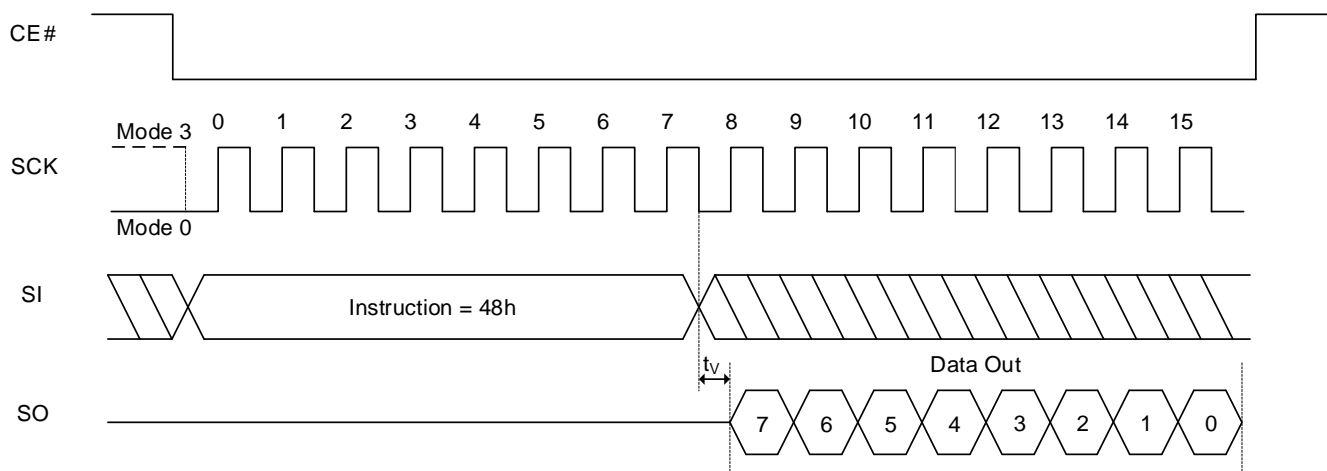 CE#
Mode 3
0 1 2 3 4 5 6 7 8 9 10 11 12 13 14 15
SCK
Mode 0
SI
Instruction = 48h
tV
Data Out
SO
7 6 5 4 3 2 1 0